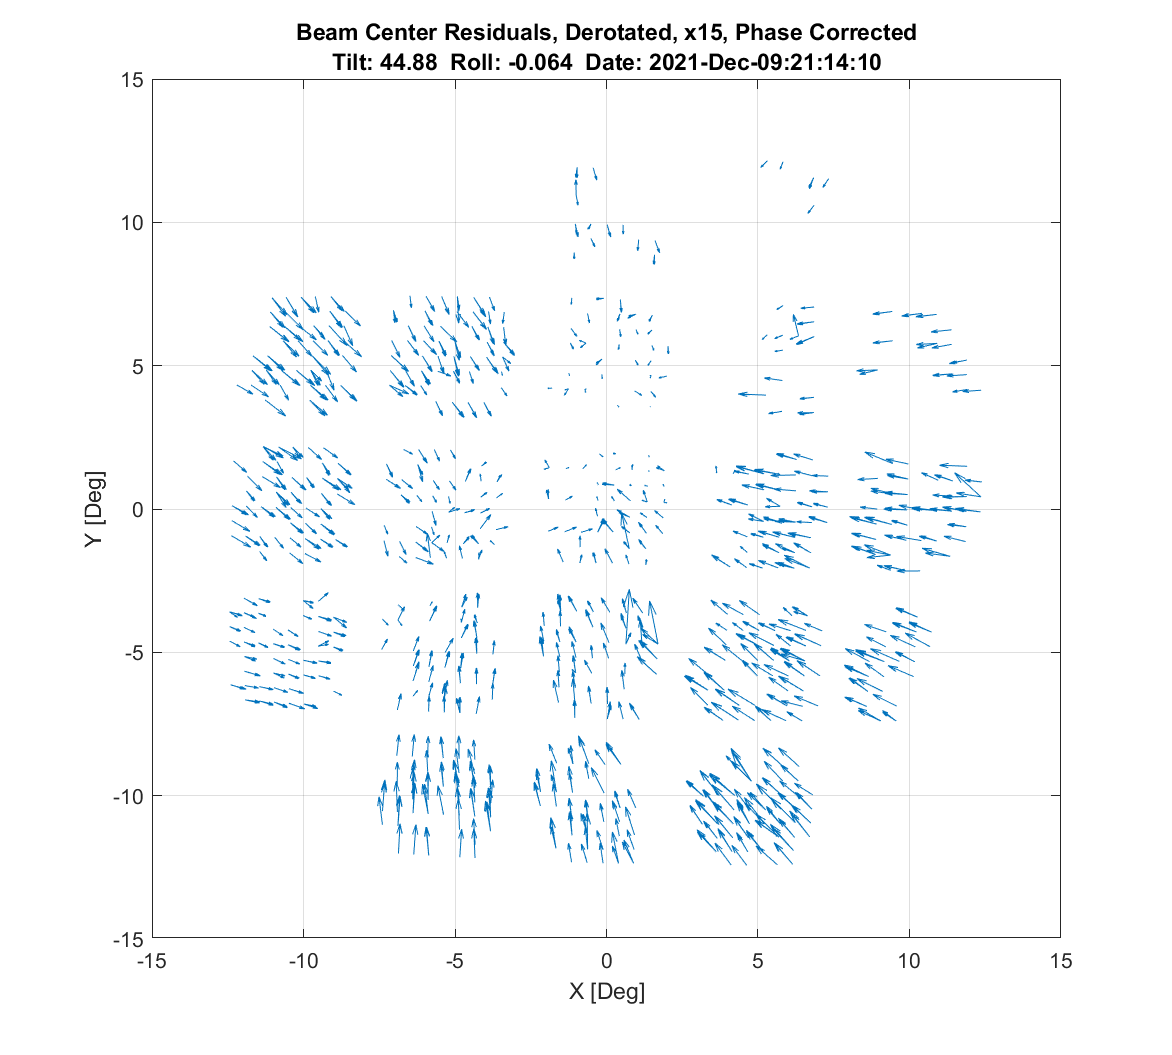 Beam Center Residuals, Derotated, x15, Phase Corrected
Tilt: 44.88 Roll: -0.064 Date: 2021-Dec-09:21:14:10
15
10
5
0
-5
-10
-15
Y [Deg]
-15 -10 -5 0 5 10 15
X [Deg]